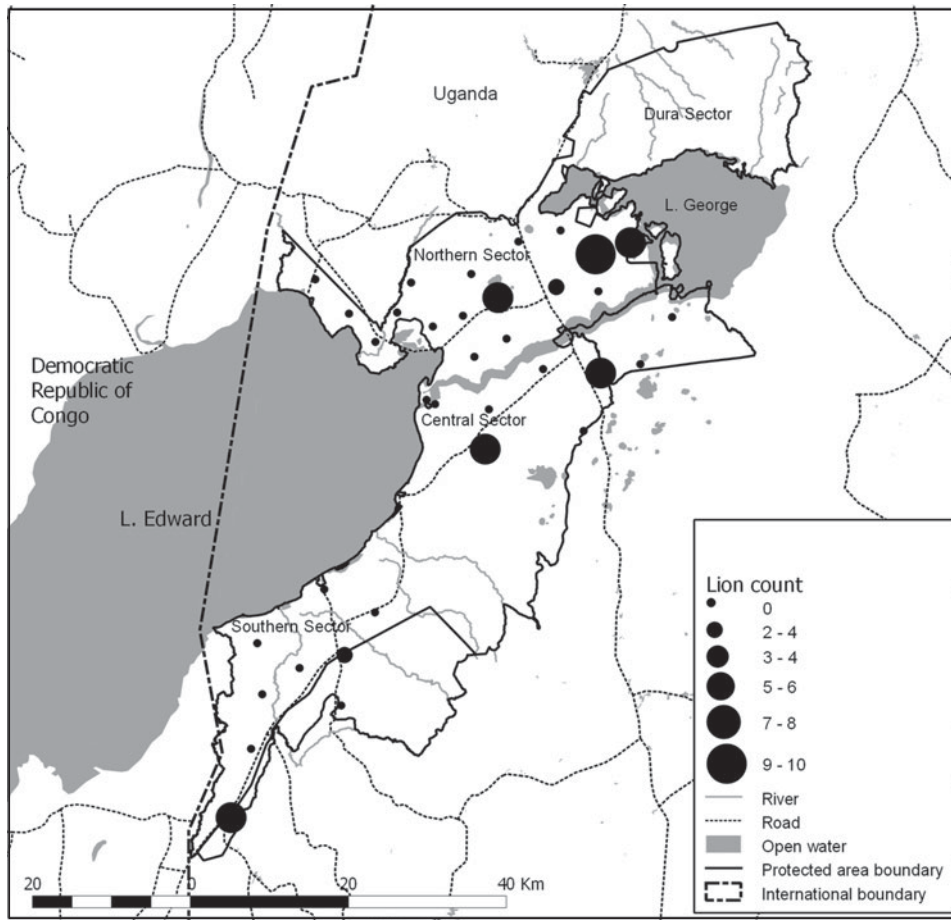 Uganda
Dura Sector
L. George
Northern Sector
Democratic
Republic of
Congo
Central Sector
L. Edward
Southern Sector
Lion count
0
2 - 4
3 - 4
5 - 6
7 - 8
9 - 10
River
Road
Open water
Protected area boundary
International boundary
20 0 20 40 Km